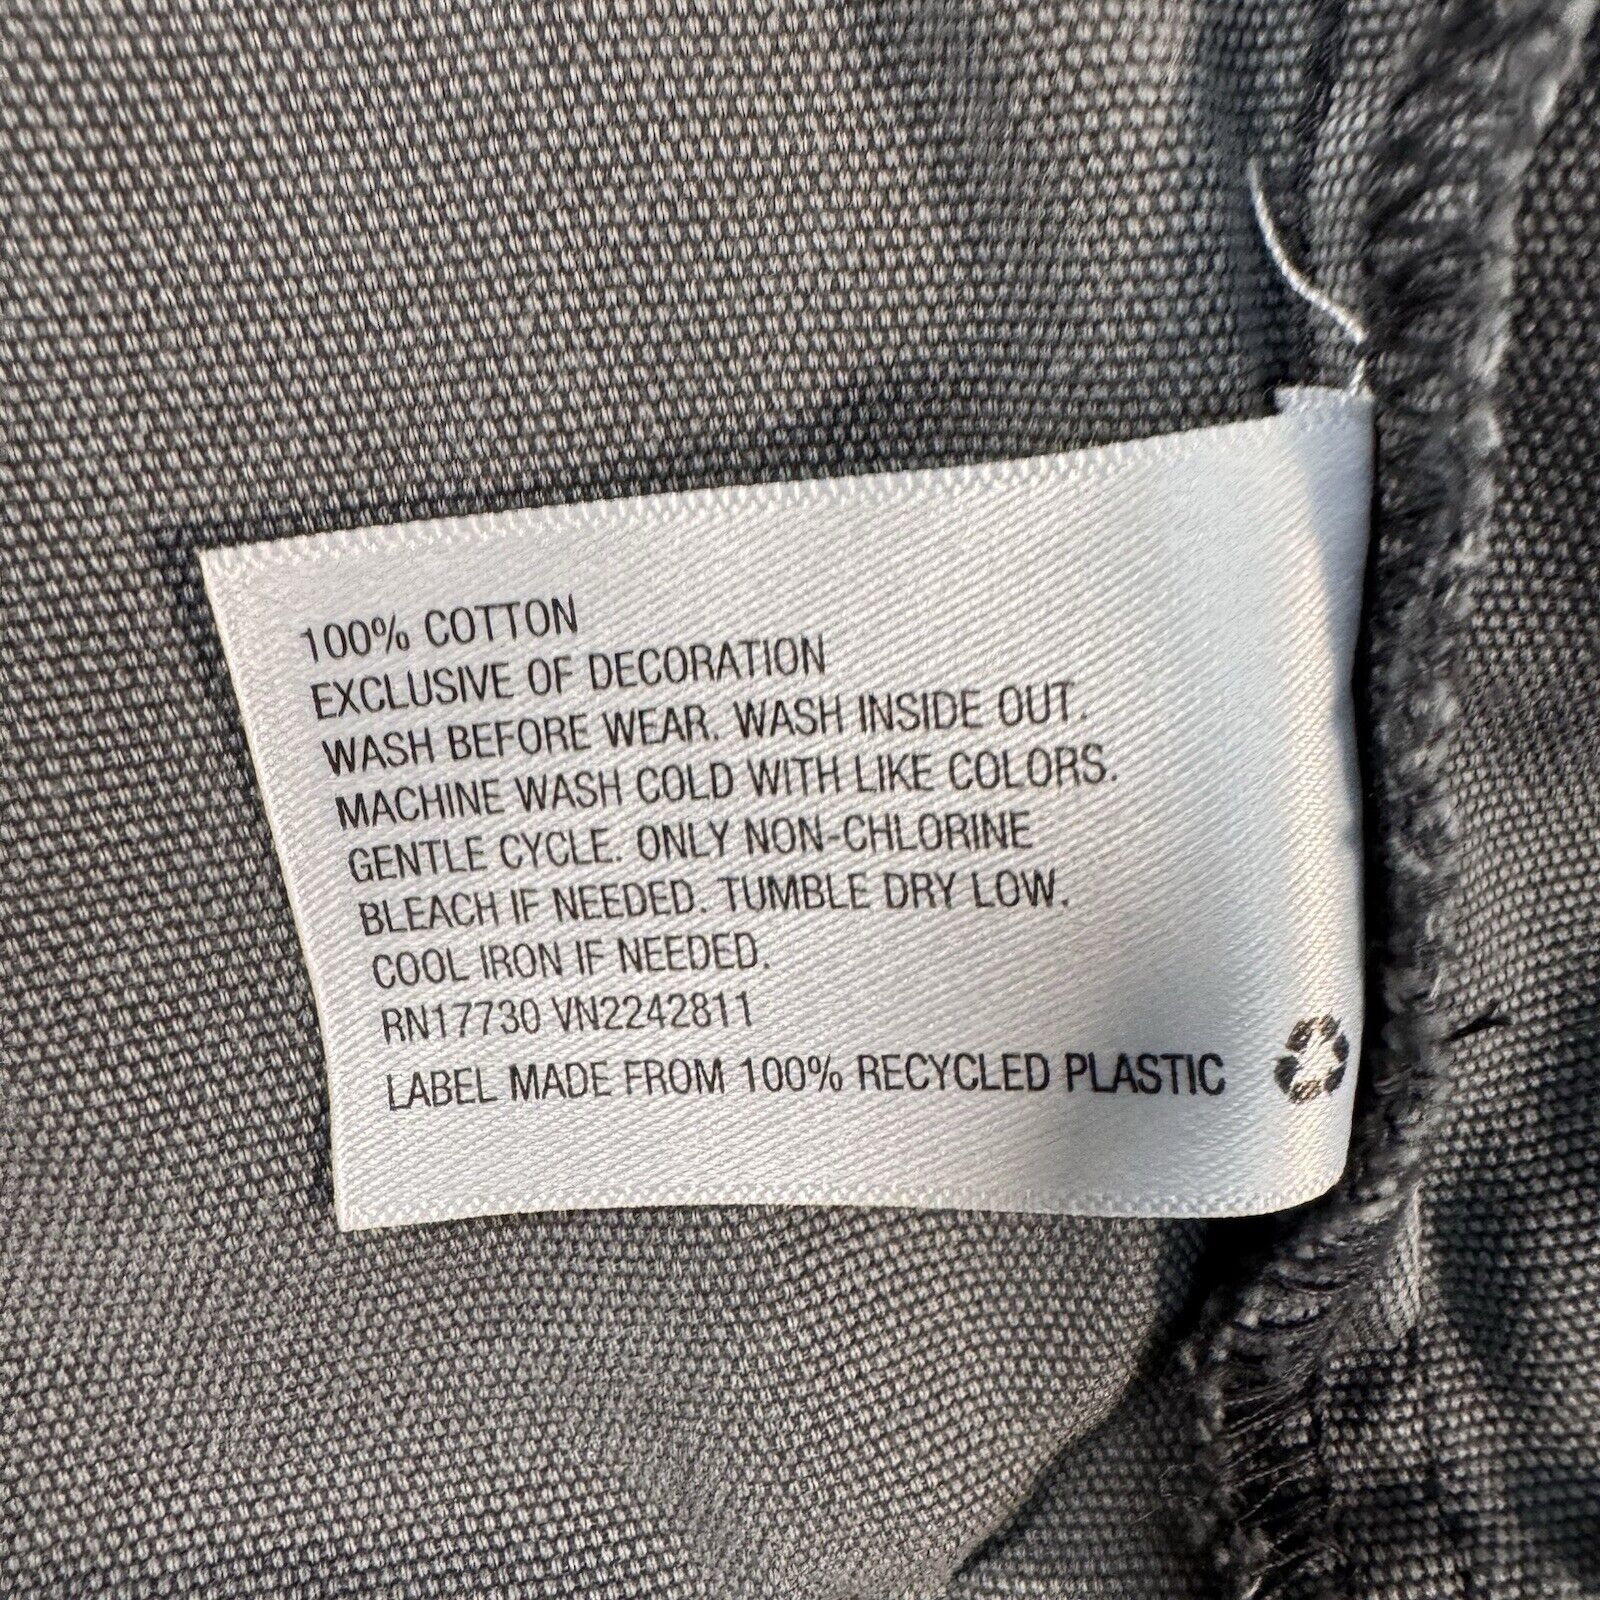 100% COTTON
EXCLUSIVE OF DECORATION
WASH BEFORE WEAR. WASH INSIDE OUT.
MACHINE WASH COLD WITH LIKE COLORS.
GENTLE CYCLE. ONLY NON-CHLORINE
BLEACH IF NEEDED. TUMBLE DRY LOW.
COOL IRON IF NEEDED.
RN17730 VN2242811
LABEL MADE FROM 100% RECYCLED PLASTIC